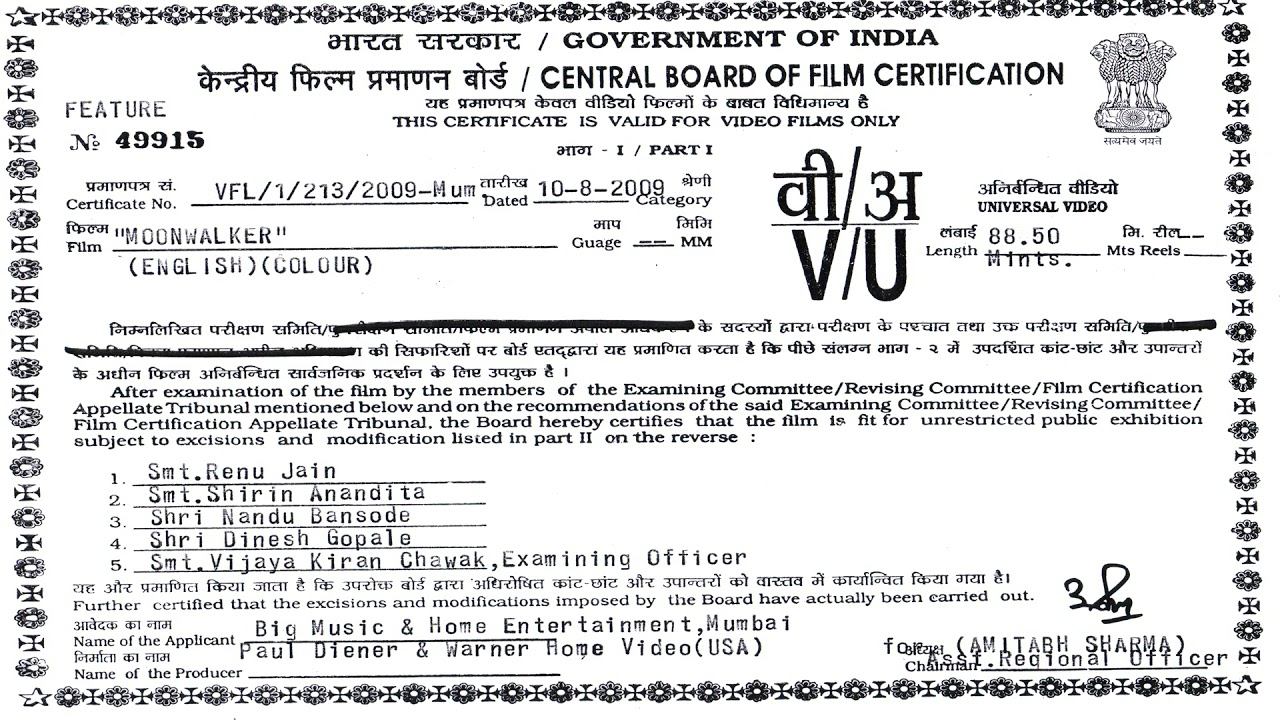 भारत सरकार / GOVERNMENT OF INDIA
केन्द्रीय फिल्म प्रमाणन बोर्ड / CENTRAL BOARD OF FILM CERTIFICATION
यह प्रमाणपत्र केवल वीडियो फिल्मों के बाबत विधिमान्य है
FEATURE
THIS CERTIFICATE IS VALID FOR VIDEO FILMS ONLY
№ 49915
सत्यमेव जयते
भाग - I / PART I
प्रमाणपत्र सं. VFL/1/213/2009-Mum तारीख 10-8-2009 श्रेणी
Certificate No. Dated Category
वी/अ
V/U
अनिर्बन्धित वीडियो
UNIVERSAL VIDEO
फिल्म "MOONWALKER" माप मिमि
Film Guage -- MM
लंबाई 88.50 मि. रील--
Length Mints. Mts Reels
(ENGLISH)(COLOUR)
निम्नलिखित परीक्षण समिति/ के सदस्यों द्वारा परीक्षण के पश्चात तथा उक्त परीक्षण समिति/
की सिफारिशों पर बोर्ड एतद्द्वारा यह प्रमाणित करता है कि पीछे संलग्न भाग - २ में उपदर्शित कांट-छांट और उपान्तरों
के अधीन फिल्म अनिर्बन्धित सार्वजनिक प्रदर्शन के लिए उपयुक्त है ।
After examination of the film by the members of the Examining Committee/Revising Committee/Film Certification
Appellate Tribunal mentioned below and on the recommendations of the said Examining Committee/Revising Committee/
Film Certification Appellate Tribunal, the Board hereby certifies that the film is fit for unrestricted public exhibition
subject to excisions and modification listed in part II on the reverse :
1. Smt.Renu Jain
2. Smt.Shirin Anandita
3. Shri Nandu Bansode
4. Shri Dinesh Gopale
5. Smt.Vijaya Kiran Chawak,Examining Officer
यह और प्रमाणित किया जाता है कि उपरोक्त बोर्ड द्वारा अधिरोषित कांट-छांट और उपान्तरों को वास्तव में कार्यान्वित किया गया है।
Further certified that the excisions and modifications imposed by the Board have actually been carried out.
आवेदक का नाम
Name of the Applicant Big Music & Home Entertainment,Mumbai
निर्माता का नाम Paul Diener & Warner Home Video(USA)
Name of the Producer
for (AMITABH SHARMA)
Chairman Asst.Regional Officer